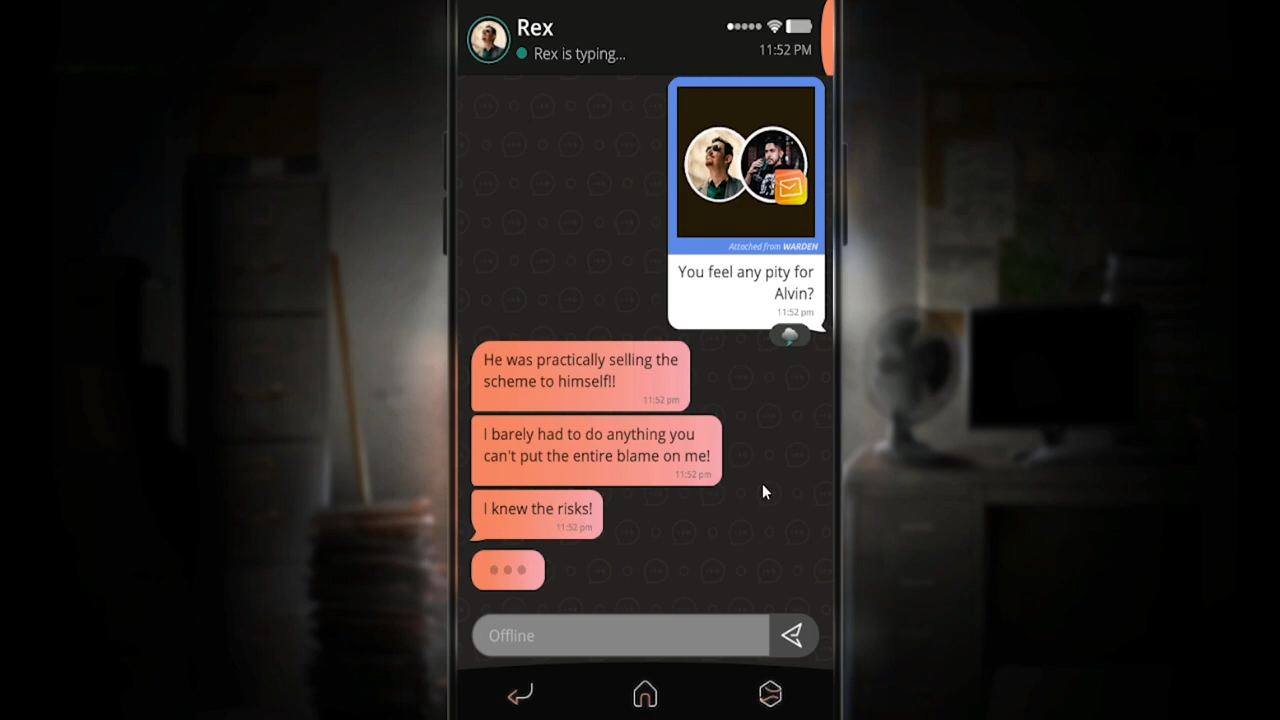 Rex
Rex is typing...
11:52 PM
Attached from WARDEN
You feel any pity for
Alvin?
11:52 pm
He was practically selling the
scheme to himself!!
11:52 pm
I barely had to do anything you
can't put the entire blame on me!
11:52 pm
I knew the risks!
11:52 pm
Offline